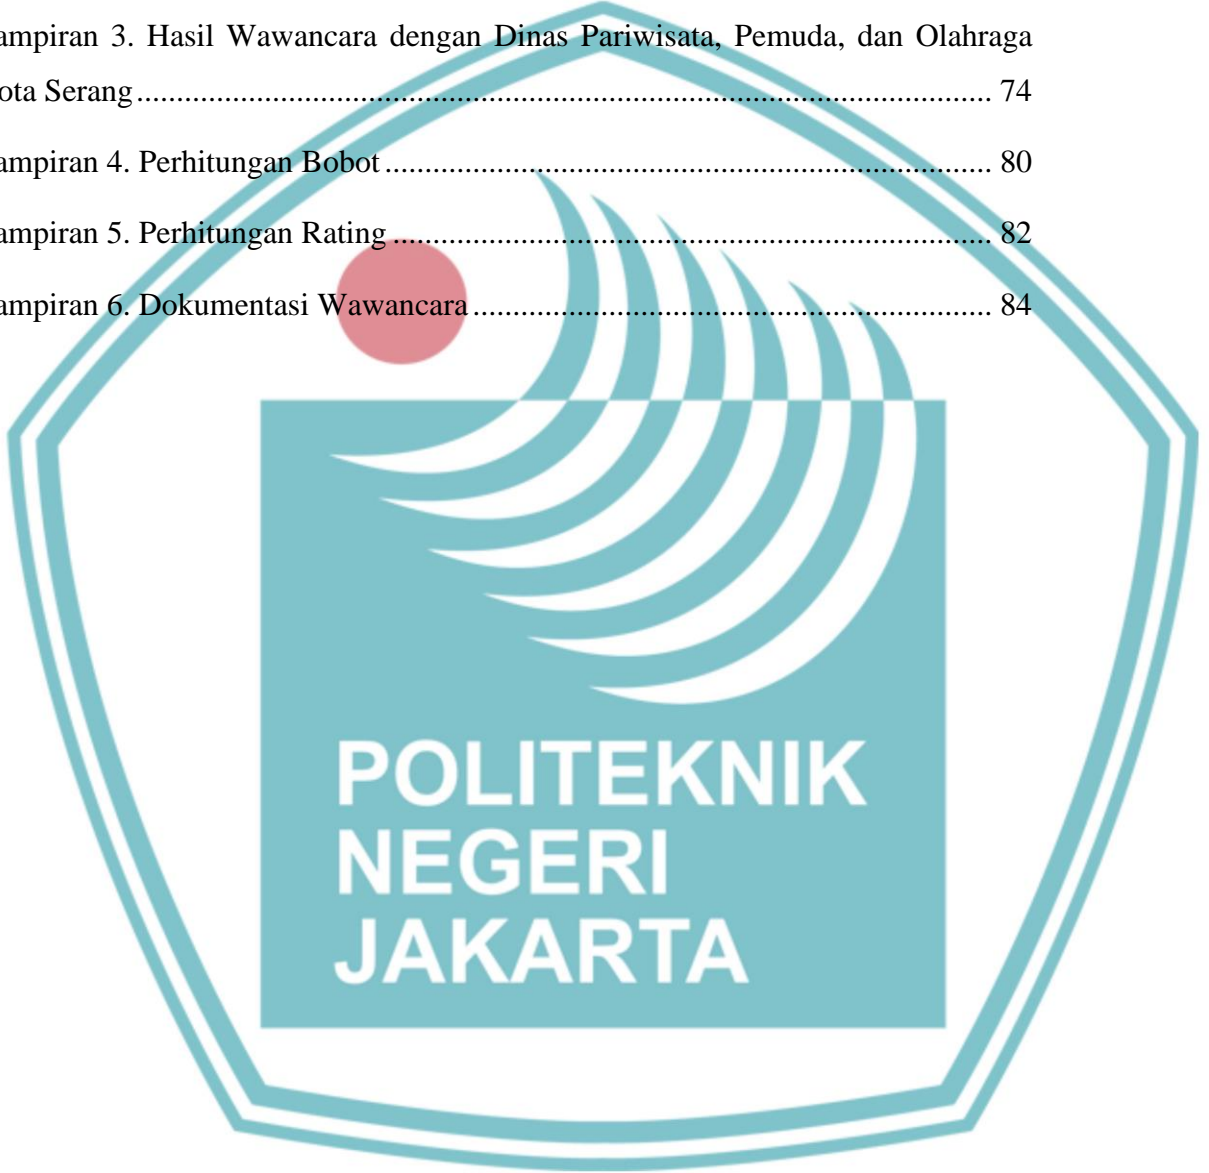 ampiran 3. Hasil Wawancara dengan Dinas Pariwisata, Pemuda, dan Olahraga
ota Serang.......................................................................................................... 74
ampiran 4. Perhitungan Bobot........................................................................... 80
ampiran 5. Perhitungan Rating.......................................................................... 82
ampiran 6. Dokumentasi Wawancara................................................................ 84
POLITEKNIK
NEGERI
JAKARTA